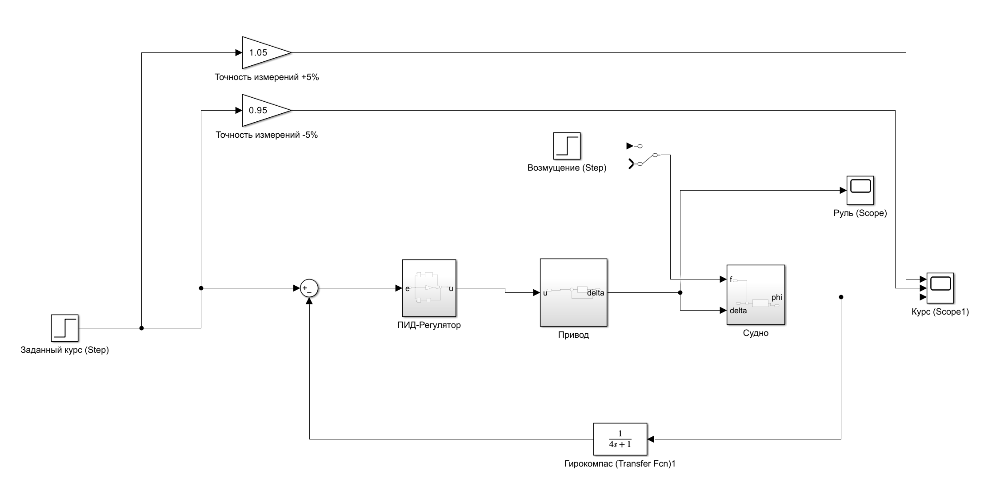 1.05
Точность измерений +5%
0.95
Точность измерений -5%
Возмущение (Step)
Руль (Scope)
+
−
e
u
ПИД-Регулятор
u
delta
Привод
f
delta
phi
Судно
Курс (Scope1)
Заданный курс (Step)
1
4s + 1
Гирокомпас (Transfer Fcn)1